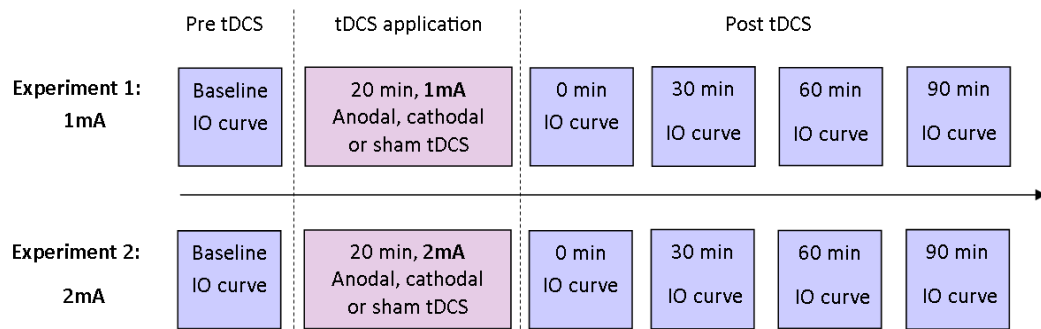 Pre tDCS
tDCS application
Post tDCS
Experiment 1:
1mA
Baseline
IO curve
20 min, 1mA
Anodal, cathodal
or sham tDCS
0 min
IO curve
30 min
IO curve
60 min
IO curve
90 min
IO curve
Experiment 2:
2mA
Baseline
IO curve
20 min, 2mA
Anodal, cathodal
or sham tDCS
0 min
IO curve
30 min
IO curve
60 min
IO curve
90 min
IO curve